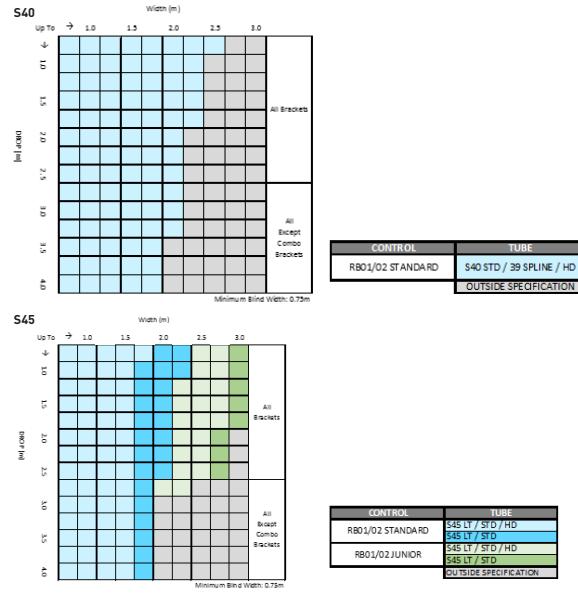 S40
Width (m)
Up To → 1.0 1.5 2.0 2.5 3.0
1.0
1.5
2.0
2.5
3.0
3.5
4.0
DROP (m)
All Brackets
All
Except
Combo
Brackets
Minimum Blind Width: 0.75m
CONTROL TUBE
RB01/02 STANDARD S40 STD / 39 SPLINE / HD
OUTSIDE SPECIFICATION
S45
Width (m)
Up To → 1.0 1.5 2.0 2.5 3.0
1.0
1.5
2.0
2.5
3.0
3.5
4.0
DROP (m)
All
Brackets
All
Except
Combo
Brackets
Minimum Blind Width: 0.75m
CONTROL TUBE
RB01/02 STANDARD S45 LT / STD / HD
S45 LT / STD
RB01/02 JUNIOR S45 LT / STD / HD
S45 LT / STD
OUTSIDE SPECIFICATION